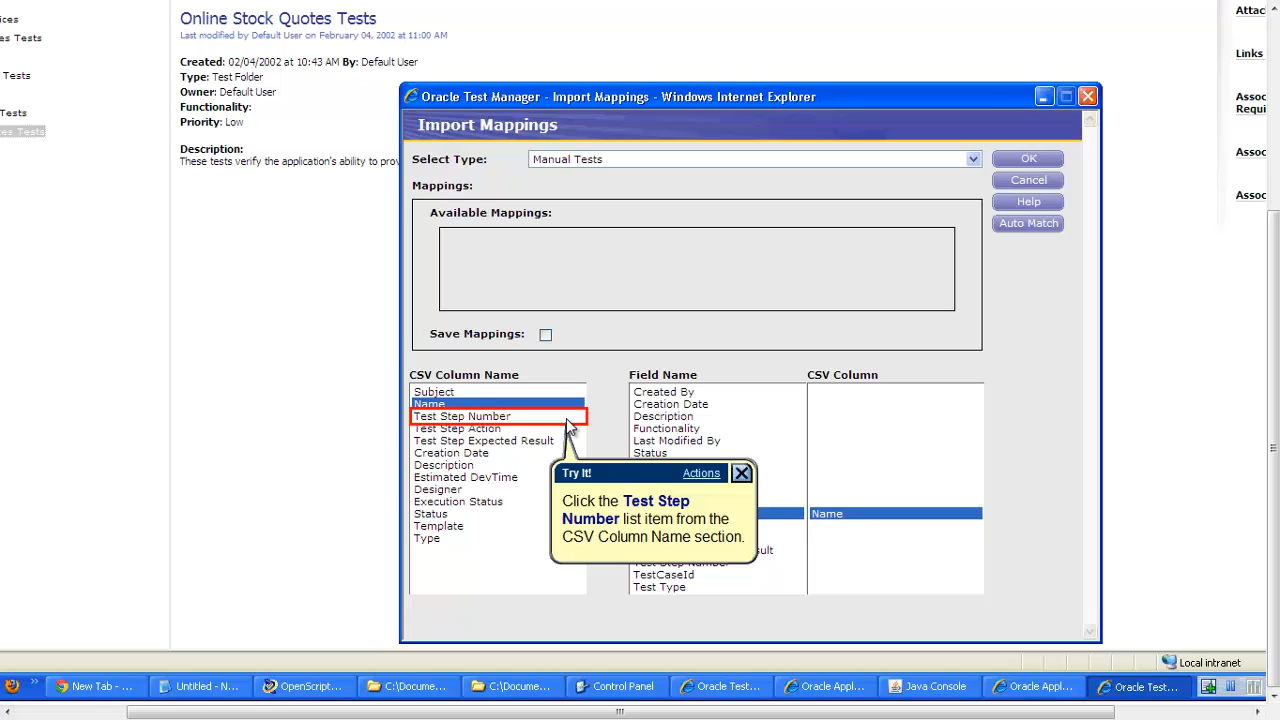 ices
Online Stock Quotes Tests
Attac
Last modified by Default User on February 04, 2002 at 11:00 AM
es Tests
Links
Created: 02/04/2002 at 10:43 AM By: Default User
Tests
Type: Test Folder
Owner: Default User
Functionality:
Priority: Low
Tests
es Tests
Description:
These tests verify the application's ability to prov
Assoc
Requi
Assoc
Assoc
Oracle Test Manager - Import Mappings - Windows Internet Explorer
Import Mappings
Select Type:
Manual Tests
OK
Cancel
Help
Auto Match
Mappings:
Available Mappings:
Save Mappings:
CSV Column Name
Subject
Name
Test Step Number
Test Step Action
Test Step Expected Result
Creation Date
Description
Estimated DevTime
Designer
Execution Status
Status
Template
Type
Field Name
Created By
Creation Date
Description
Functionality
Last Modified By
Status
sult
Test Step Number
TestCaseId
Test Type
CSV Column
Name
Try It!
Actions
Click the Test Step
Number list item from the
CSV Column Name section.
Local intranet
New Tab - ...
Untitled - N...
OpenScript...
C:\Docume...
C:\Docume...
Control Panel
Oracle Test...
Oracle Appl...
Java Console
Oracle Appl...
Oracle Test...